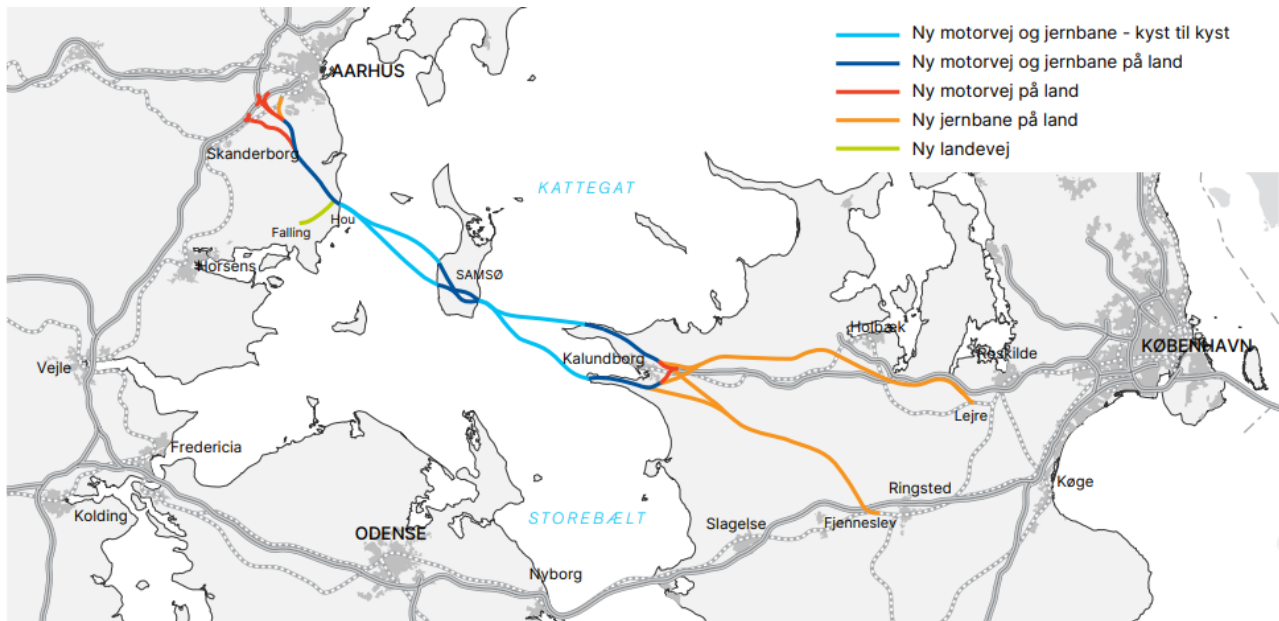 Ny motorvej og jernbane - kyst til kyst
Ny motorvej og jernbane på land
Ny motorvej på land
Ny jernbane på land
Ny landevej
AARHUS
Skanderborg
KATTEGAT
Hou
Falling
Horsens
SAMSØ
Holbæk
Kalundborg
Roskilde
KØBENHAVN
Vejle
Lejre
Fredericia
Ringsted
Køge
Kolding
STOREBÆLT
Slagelse
Fjenneslev
ODENSE
Nyborg